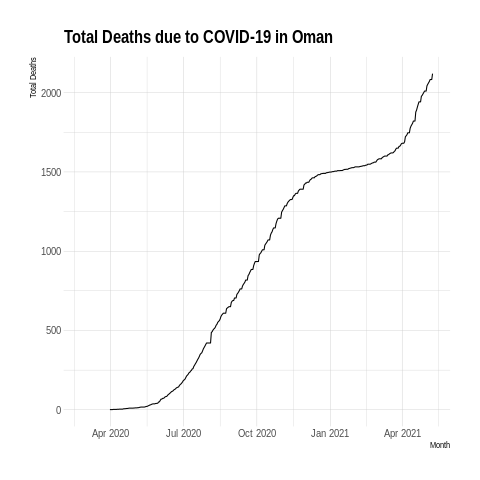 Total Deaths due to COVID-19 in Oman
Total Deaths
2000
1500
1000
500
0
Apr 2020 Jul 2020 Oct 2020 Jan 2021 Apr 2021
Month